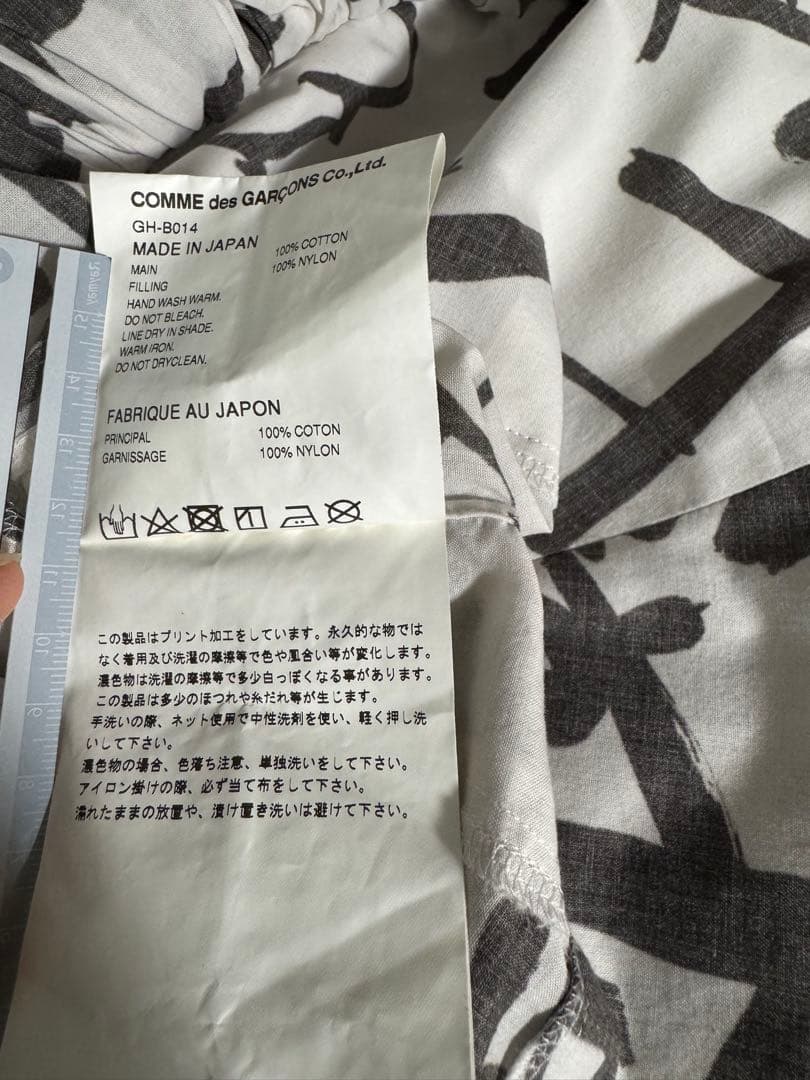 COMME des GARÇONS Co.,Ltd.
GH-B014
MADE IN JAPAN
MAIN 100% COTTON
FILLING 100% NYLON
HAND WASH WARM.
DO NOT BLEACH.
LINE DRY IN SHADE.
WARM IRON.
DO NOT DRYCLEAN.
FABRIQUE AU JAPON
PRINCIPAL 100% COTON
GARNISSAGE 100% NYLON
この製品はプリント加工をしています。永久的な物では
なく着用及び洗濯の摩擦等で色や風合い等が変化します。
濃色物は洗濯の摩擦等で多少白っぽくなる事があります。
この製品は多少のほつれや糸だれ等が生じます。
手洗いの際、ネット使用で中性洗剤を使い、軽く押し洗
いして下さい。
濃色物の場合、色落ち注意、単独洗いをして下さい。
アイロン掛けの際、必ず当て布をして下さい。
濡れたままの放置や、漬け置き洗いは避けて下さい。
Rayway
15
14
13
12
11
10
9
8